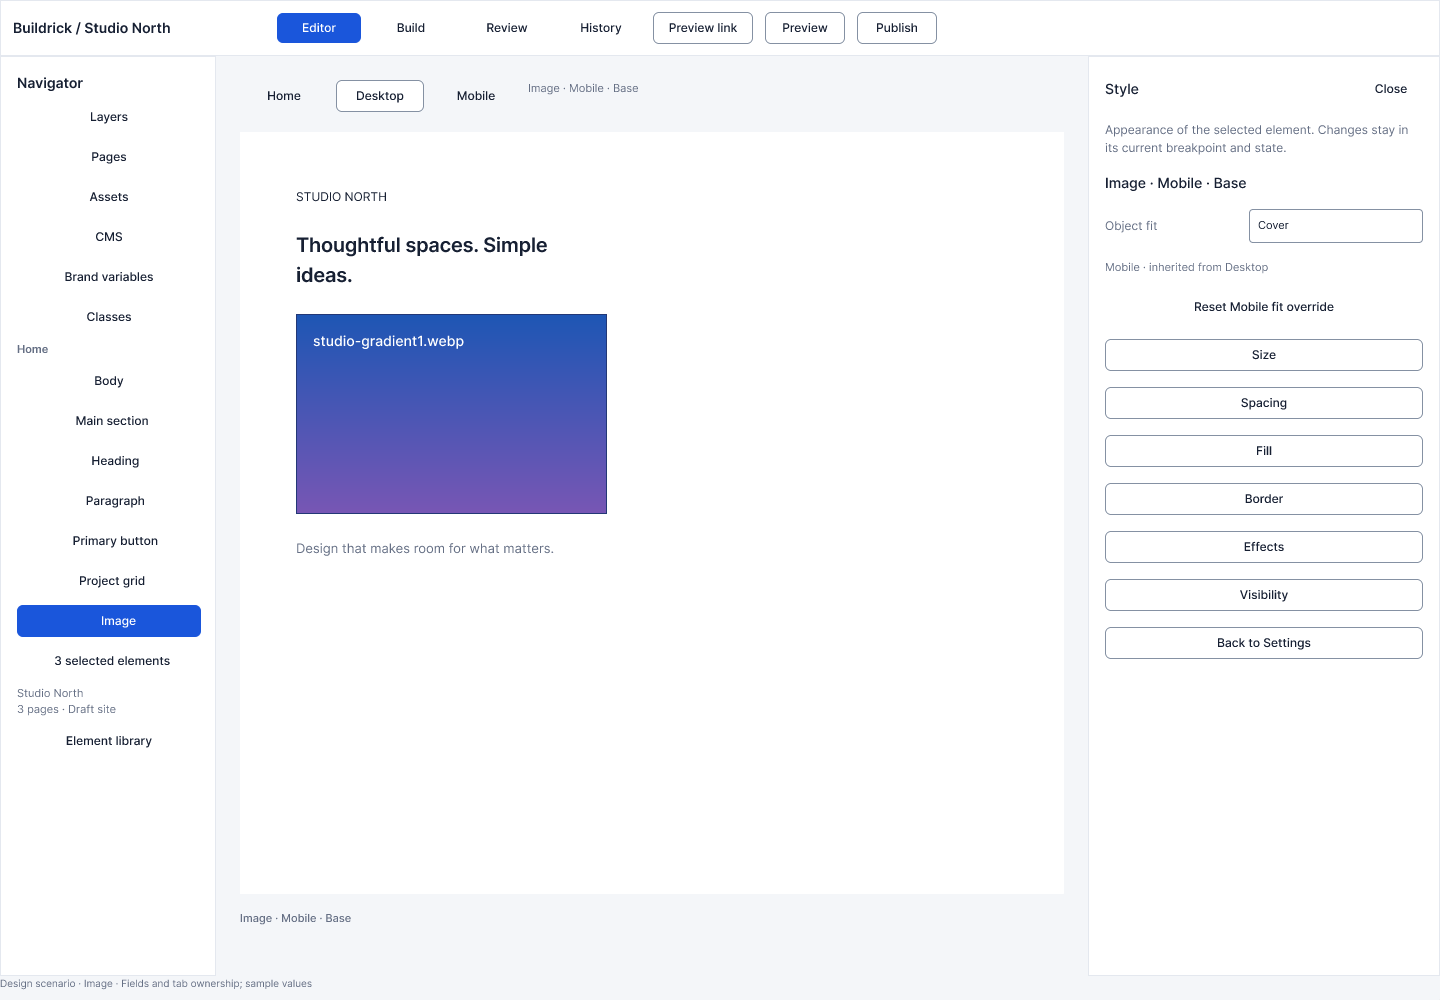 Buildrick / Studio North
Editor
Build
Review
History
Preview link
Preview
Publish
Navigator
Layers
Pages
Assets
CMS
Brand variables
Classes
Home
Body
Main section
Heading
Paragraph
Primary button
Project grid
Image
3 selected elements
Studio North
3 pages · Draft site
Element library
Home
Desktop
Mobile
Image · Mobile · Base
STUDIO NORTH
Thoughtful spaces. Simple
ideas.
studio-gradient1.webp
Design that makes room for what matters.
Image · Mobile · Base
Style
Close
Appearance of the selected element. Changes stay in
its current breakpoint and state.
Image · Mobile · Base
Object fit
Cover
Mobile · inherited from Desktop
Reset Mobile fit override
Size
Spacing
Fill
Border
Effects
Visibility
Back to Settings
Design scenario · Image · Fields and tab ownership; sample values